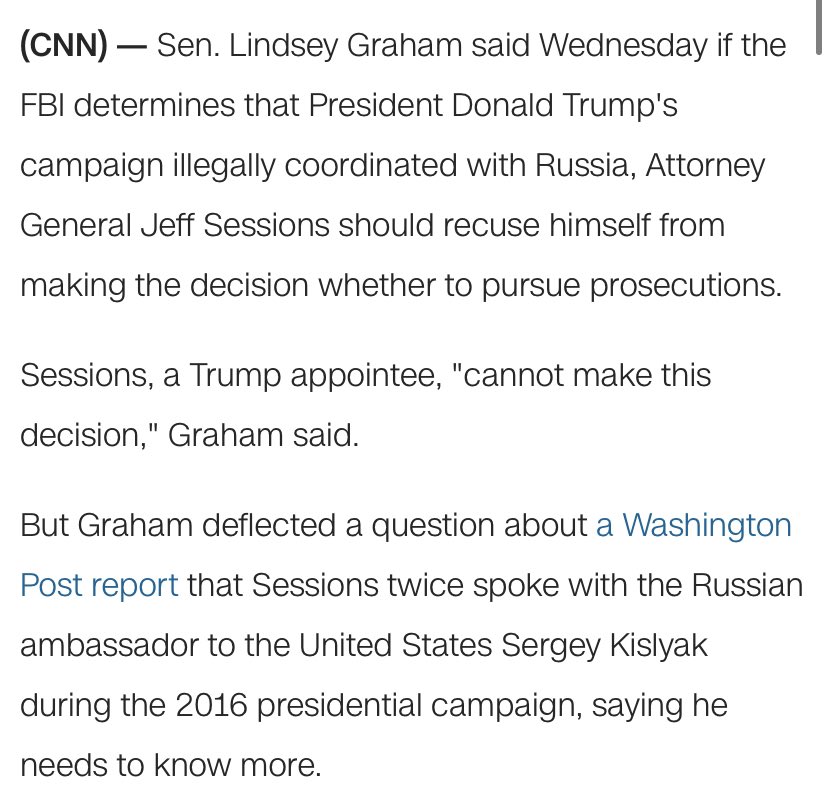 (CNN) — Sen. Lindsey Graham said Wednesday if the
FBI determines that President Donald Trump's
campaign illegally coordinated with Russia, Attorney
General Jeff Sessions should recuse himself from
making the decision whether to pursue prosecutions.
Sessions, a Trump appointee, "cannot make this
decision," Graham said.
But Graham deflected a question about a Washington
Post report that Sessions twice spoke with the Russian
ambassador to the United States Sergey Kislyak
during the 2016 presidential campaign, saying he
needs to know more.